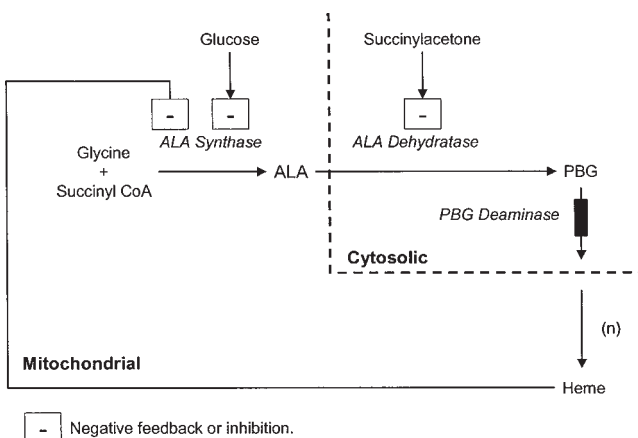 Glucose
Succinylacetone
-
-
-
ALA Synthase
ALA Dehydratase
Glycine
+
Succinyl CoA
ALA
PBG
PBG Deaminase
Cytosolic
(n)
Mitochondrial
Heme
- Negative feedback or inhibition.